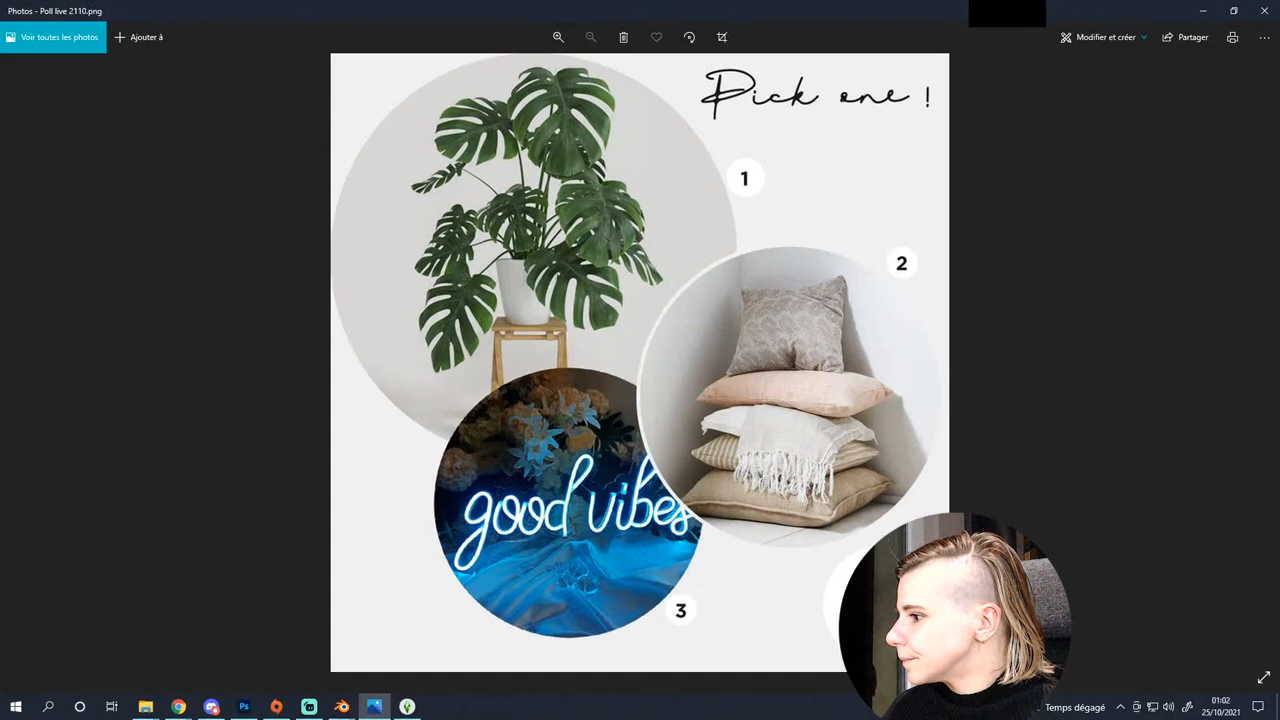 Photos - Poll live 2110.png
Voir toutes les photos
Ajouter à
Modifier et créer
Partager
Pick one !
1
2
good vibes
3
Ps
Temps dégagé
01:02
25/10/2021